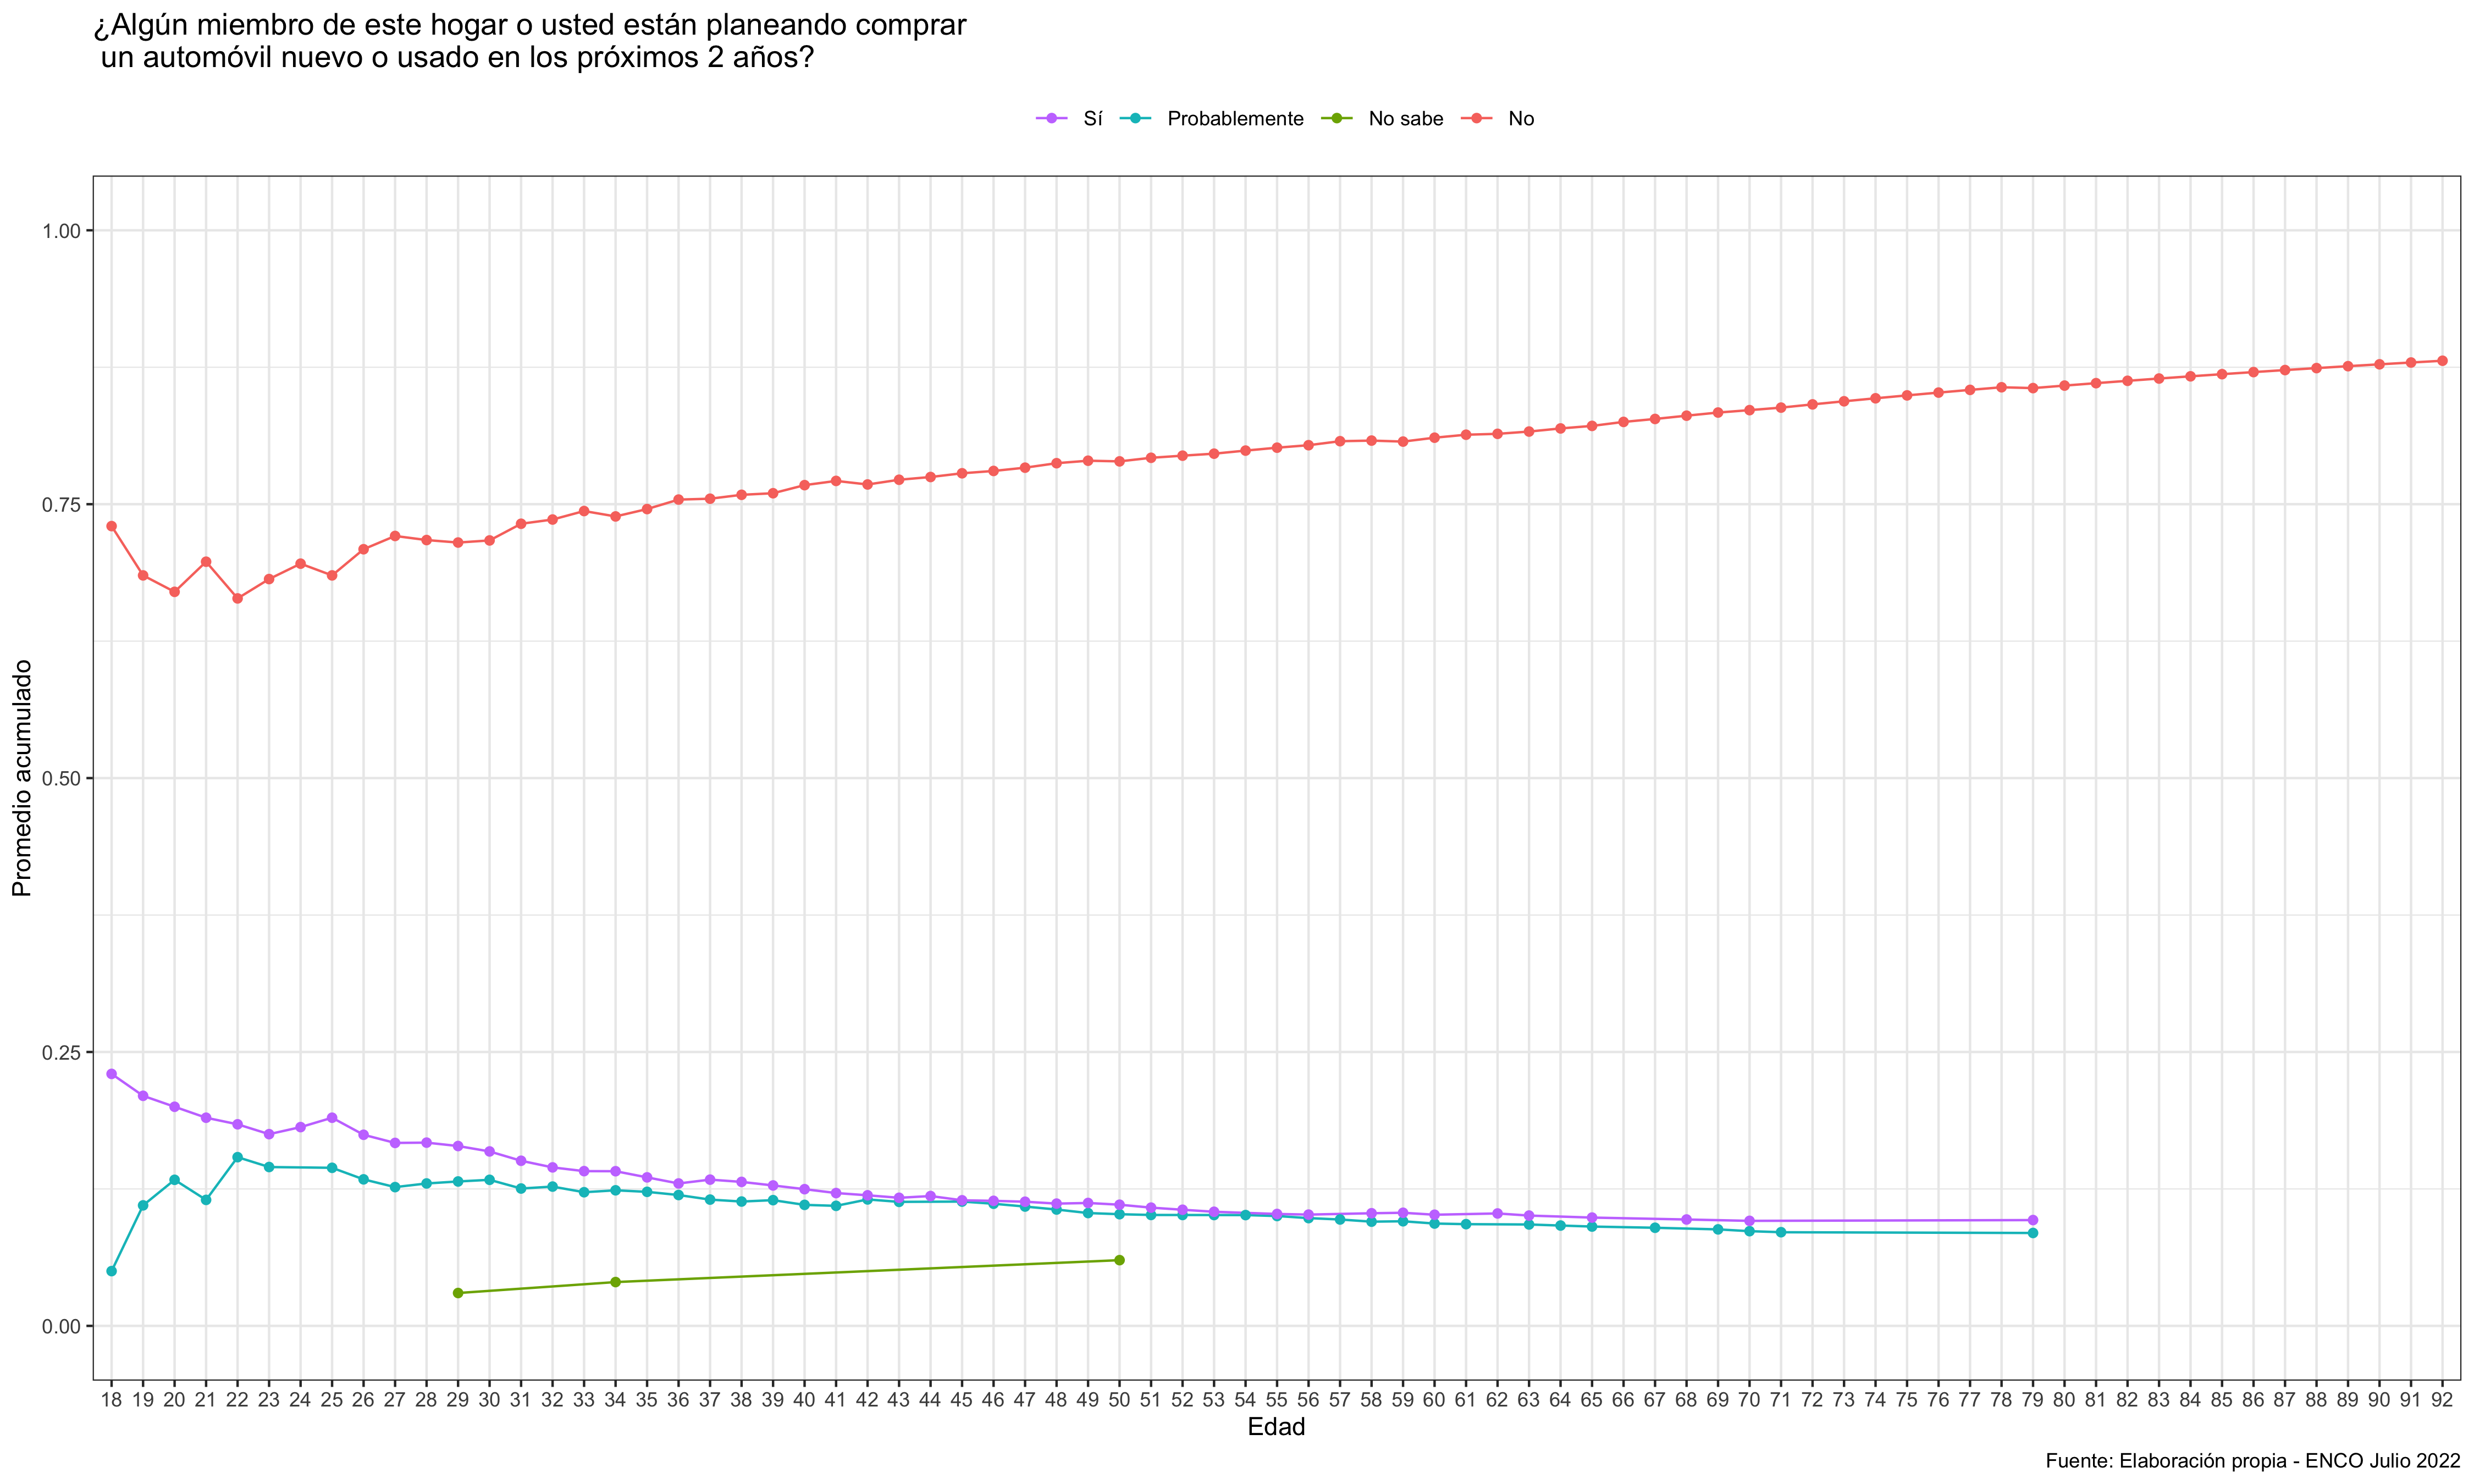 ¿Algún miembro de este hogar o usted están planeando comprar
un automóvil nuevo o usado en los próximos 2 años?
Sí Probablemente No sabe No
1.00
0.75
0.50
0.25
0.00
Promedio acumulado
18 19 20 21 22 23 24 25 26 27 28 29 30 31 32 33 34 35 36 37 38 39 40 41 42 43 44 45 46 47 48 49 50 51 52 53 54 55 56 57 58 59 60 61 62 63 64 65 66 67 68 69 70 71 72 73 74 75 76 77 78 79 80 81 82 83 84 85 86 87 88 89 90 91 92
Edad
Fuente: Elaboración propia - ENCO Julio 2022